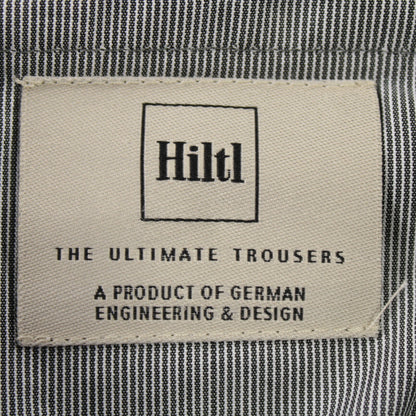 Hiltl
THE ULTIMATE TROUSERS
A PRODUCT OF GERMAN
ENGINEERING & DESIGN